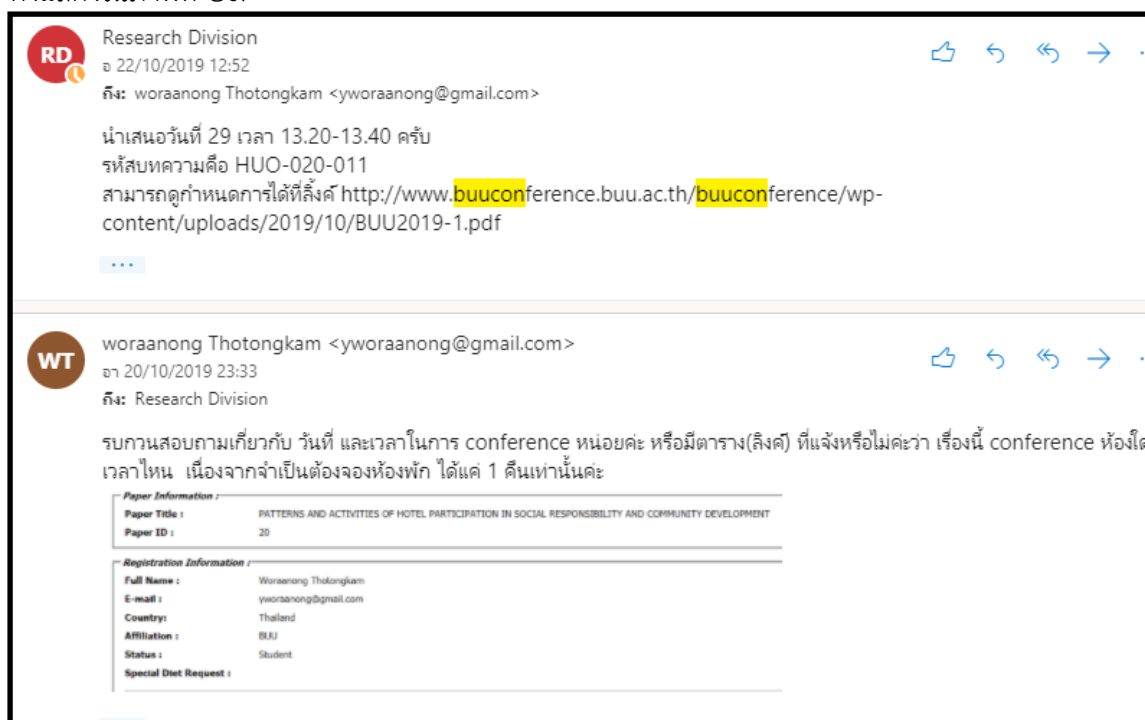 RD
Research Division
อ 22/10/2019 12:52
ถึง: woraanong Thotongkam <yworaanong@gmail.com>
นำเสนอวันที่ 29 เวลา 13.20-13.40 ครับ
รหัสบทความคือ HUO-020-011
สามารถดูกำหนดการได้ที่ลิ้งค์ http://www.buuconference.buu.ac.th/buuconference/wp-
content/uploads/2019/10/BUU2019-1.pdf
...
WT
woraanong Thotongkam <yworaanong@gmail.com>
อา 20/10/2019 23:33
ถึง: Research Division
รบกวนสอบถามเกี่ยวกับ วันที่ และเวลาในการ conference หน่อยค่ะ หรือมีตาราง(ลิงค์) ที่แจ้งหรือไม่ค่ะว่า เรื่องนี้ conference ห้องใด
เวลาไหน เนื่องจากจำเป็นต้องจองห้องพัก ได้แค่ 1 คืนเท่านั้นค่ะ
Paper Information :
Paper Title : PATTERNS AND ACTIVITIES OF HOTEL PARTICIPATION IN SOCIAL RESPONSIBILITY AND COMMUNITY DEVELOPMENT
Paper ID : 20
Registration Information :
Full Name : Woraanong Thotongkam
E-mail : yworaanong@gmail.com
Country: Thailand
Affiliation : BUU
Status : Student
Special Diet Request :